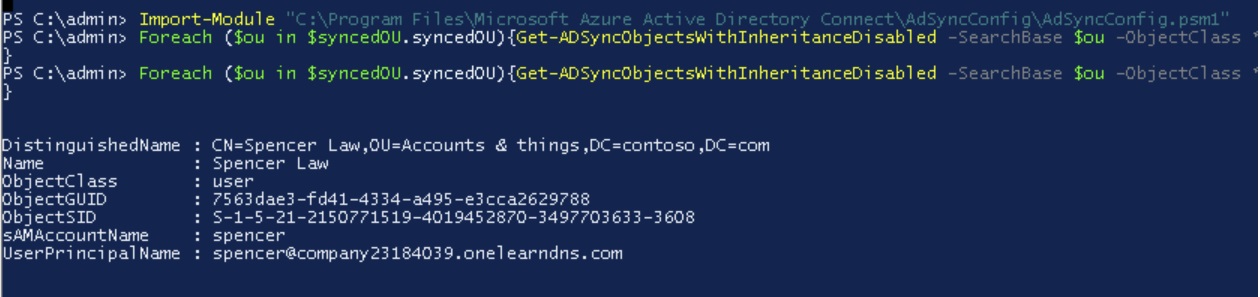 PS C:\admin> Import-Module "C:\Program Files\Microsoft Azure Active Directory Connect\AdSyncConfig\AdSyncConfig.psm1"
PS C:\admin> Foreach ($ou in $syncedOU.syncedOU){Get-ADSyncObjectsWithInheritanceDisabled -SearchBase $ou -ObjectClass *
}
PS C:\admin> Foreach ($ou in $syncedOU.syncedOU){Get-ADSyncObjectsWithInheritanceDisabled -SearchBase $ou -ObjectClass *
}
DistinguishedName : CN=Spencer Law,OU=Accounts & things,DC=contoso,DC=com
Name : Spencer Law
ObjectClass : user
ObjectGUID : 7563dae3-fd41-4334-a495-e3cca2629788
ObjectSID : S-1-5-21-2150771519-4019452870-3497703633-3608
sAMAccountName : spencer
UserPrincipalName : spencer@company23184039.onelearndns.com